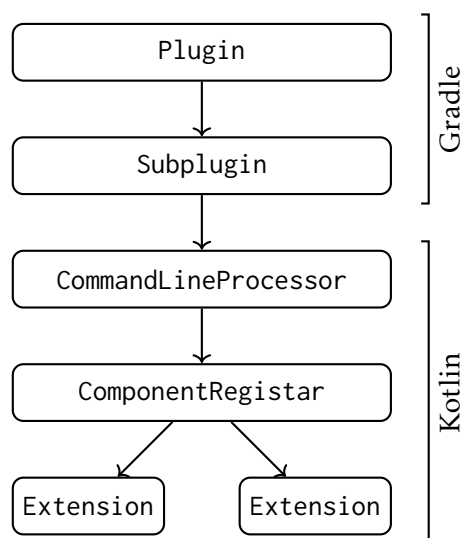 Plugin
Gradle
Subplugin
CommandLineProcessor
ComponentRegistar
Kotlin
Extension
Extension